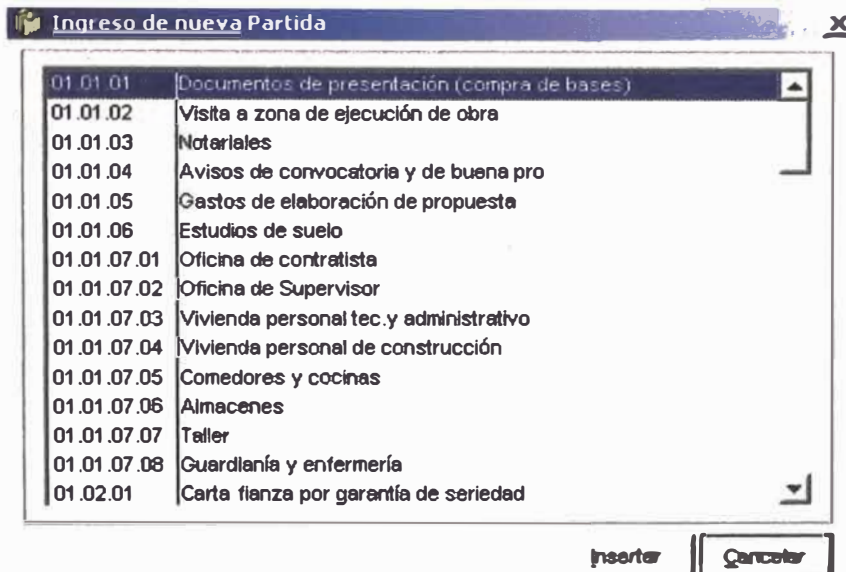 Ingreso de nueva Partida
01.01.01 Documentos de presentación (compra de bases)
01.01.02 Visita a zona de ejecución de obra
01.01.03 Notariales
01.01.04 Avisos de convocatoria y de buena pro
01.01.05 Gastos de elaboración de propuesta
01.01.06 Estudios de suelo
01.01.07.01 Oficina de contratista
01.01.07.02 Oficina de Supervisor
01.01.07.03 Vivienda personal tec.y administrativo
01.01.07.04 Vivienda personal de construcción
01.01.07.05 Comedores y cocinas
01.01.07.06 Almacenes
01.01.07.07 Taller
01.01.07.08 Guardianía y enfermería
01.02.01 Carta fianza por garantía de seriedad
Insertar Cancelar